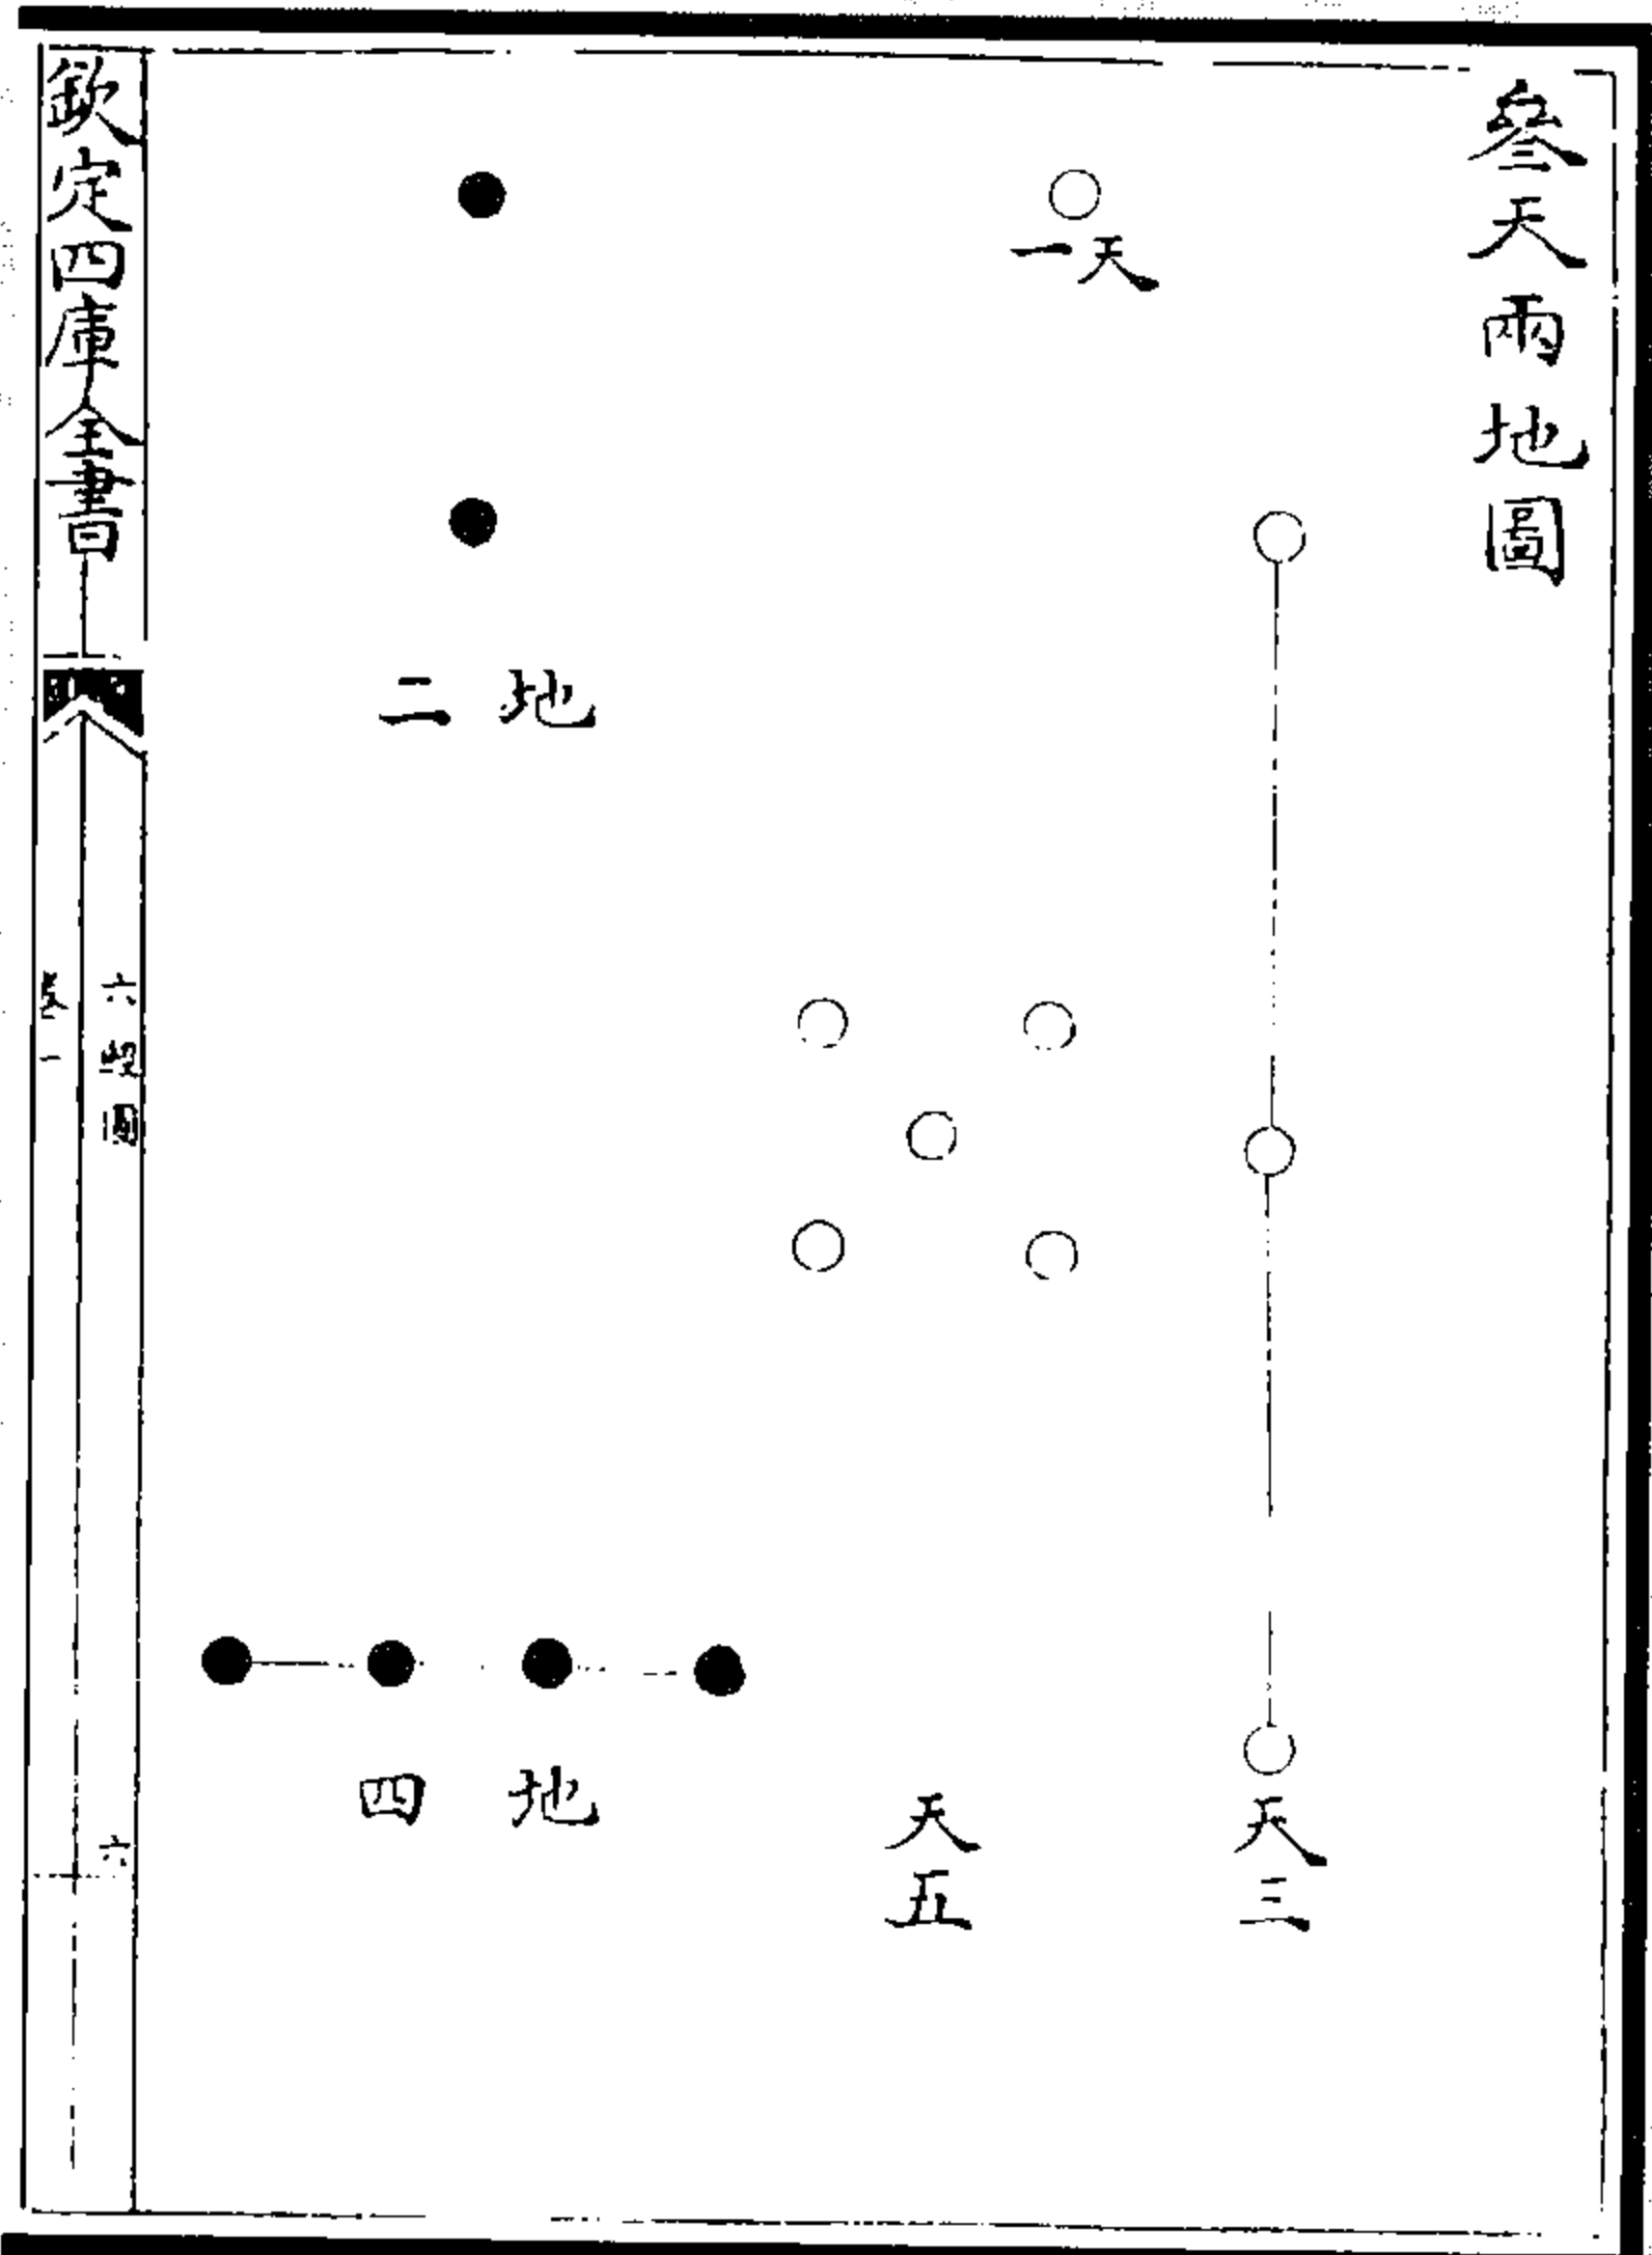 叅天兩地圖
天一
天三
天五
地二
地四
六經圖
六
欽定四庫全書
卷一